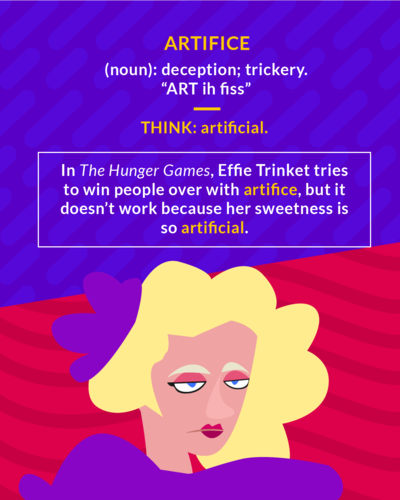 ARTIFICE
(noun): deception; trickery.
“ART ih fiss”
THINK: artificial.
In The Hunger Games, Effie Trinket tries
to win people over with artifice, but it
doesn’t work because her sweetness is
so artificial.